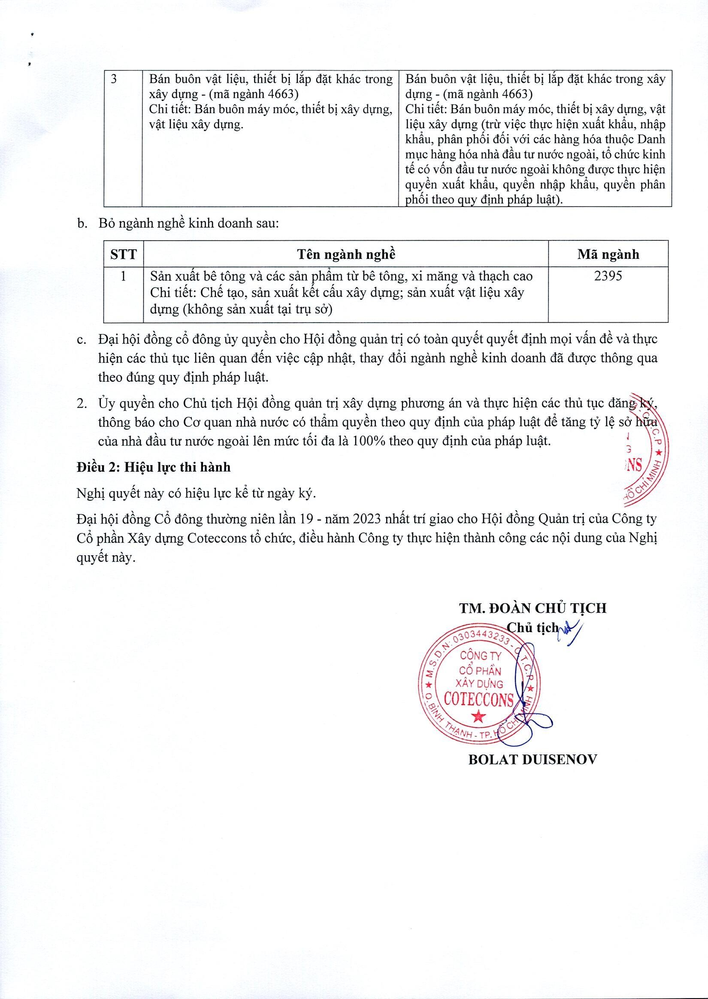 3
Bán buôn vật liệu, thiết bị lắp đặt khác trong
xây dựng - (mã ngành 4663)
Chi tiết: Bán buôn máy móc, thiết bị xây dựng,
vật liệu xây dựng.
Bán buôn vật liệu, thiết bị lắp đặt khác trong xây
dựng - (mã ngành 4663)
Chi tiết: Bán buôn máy móc, thiết bị xây dựng, vật
liệu xây dựng (trừ việc thực hiện xuất khẩu, nhập
khẩu, phân phối đối với các hàng hóa thuộc Danh
mục hàng hóa nhà đầu tư nước ngoài, tổ chức kinh
tế có vốn đầu tư nước ngoài không được thực hiện
quyền xuất khẩu, quyền nhập khẩu, quyền phân
phối theo quy định pháp luật).
b. Bỏ ngành nghề kinh doanh sau:
STT Tên ngành nghề Mã ngành
1 Sản xuất bê tông và các sản phẩm từ bê tông, xi măng và thạch cao 2395
Chi tiết: Chế tạo, sản xuất kết cấu xây dựng; sản xuất vật liệu xây
dựng (không sản xuất tại trụ sở)
c. Đại hội đồng cổ đông ủy quyền cho Hội đồng quản trị có toàn quyết quyết định mọi vấn đề và thực
hiện các thủ tục liên quan đến việc cập nhật, thay đổi ngành nghề kinh doanh đã được thông qua
theo đúng quy định pháp luật.
2. Ủy quyền cho Chủ tịch Hội đồng quản trị xây dựng phương án và thực hiện các thủ tục đăng ký,
thông báo cho Cơ quan nhà nước có thẩm quyền theo quy định của pháp luật để tăng tỷ lệ sở hữu
của nhà đầu tư nước ngoài lên mức tối đa là 100% theo quy định của pháp luật.
C.T.C.P
NS
HỒ CHÍ MINH
Điều 2: Hiệu lực thi hành
Nghị quyết này có hiệu lực kể từ ngày ký.
Đại hội đồng Cổ đông thường niên lần 19 - năm 2023 nhất trí giao cho Hội đồng Quản trị của Công ty
Cổ phần Xây dựng Coteccons tổ chức, điều hành Công ty thực hiện thành công các nội dung của Nghị
quyết này.
TM. ĐOÀN CHỦ TỊCH
Chủ tịch
M.S.D.N: 0303443233 - C.T.C.P
CÔNG TY
CỔ PHẦN
XÂY DỰNG
COTECCONS
Q. BÌNH THẠNH - TP. HỒ CHÍ MINH
BOLAT DUISENOV